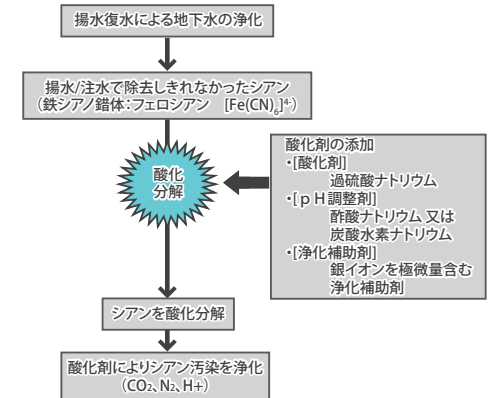 揚水復水による地下水の浄化
揚水/注水で除去しきれなかったシアン
（鉄シアノ錯体：フェロシアン　[Fe(CN)₆]⁴⁻）
酸化
分解
酸化剤の添加
・[酸化剤]
過硫酸ナトリウム
・[ｐＨ調整剤]
酢酸ナトリウム 又は
炭酸水素ナトリウム
・[浄化補助剤]
銀イオンを極微量含む
浄化補助剤
シアンを酸化分解
酸化剤によりシアン汚染を浄化
（CO₂、N₂、H+）